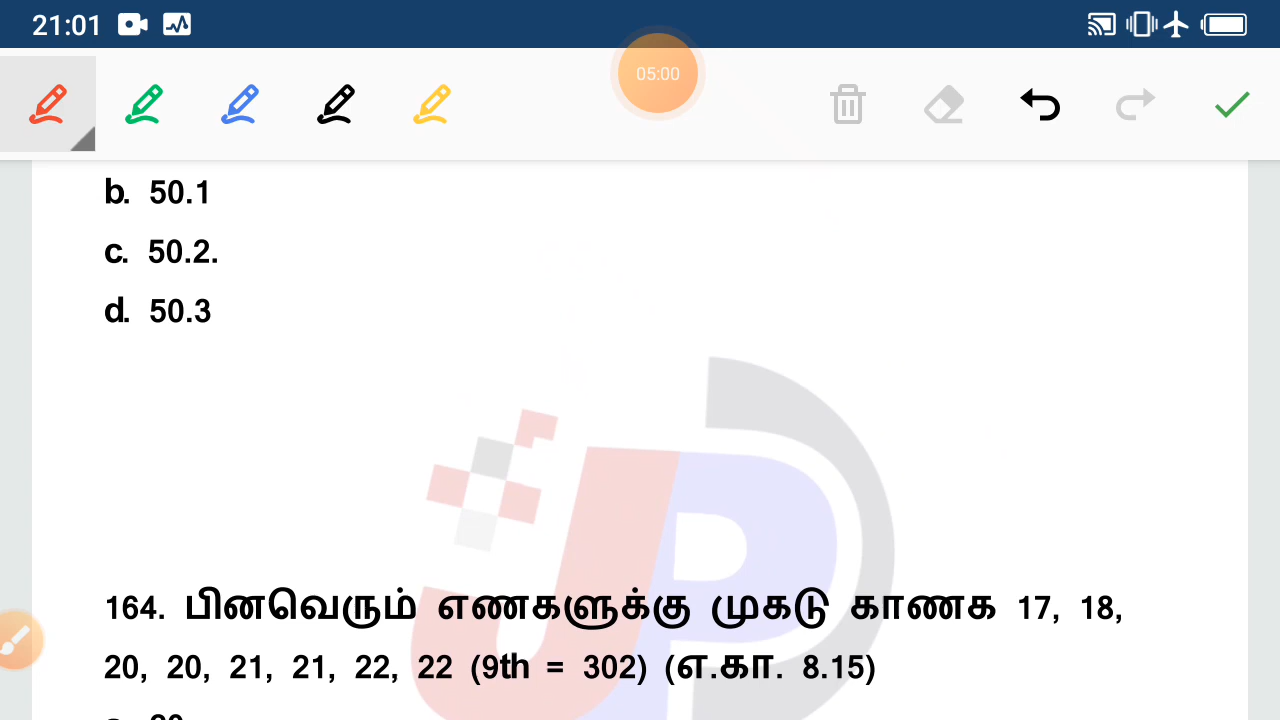 21:01
05:00
b. 50.1
c. 50.2.
d. 50.3
JP
164. பினவெரும் எணகளுக்கு முகடு காணக 17, 18,
20, 20, 21, 21, 22, 22 (9th = 302) (எ.கா. 8.15)